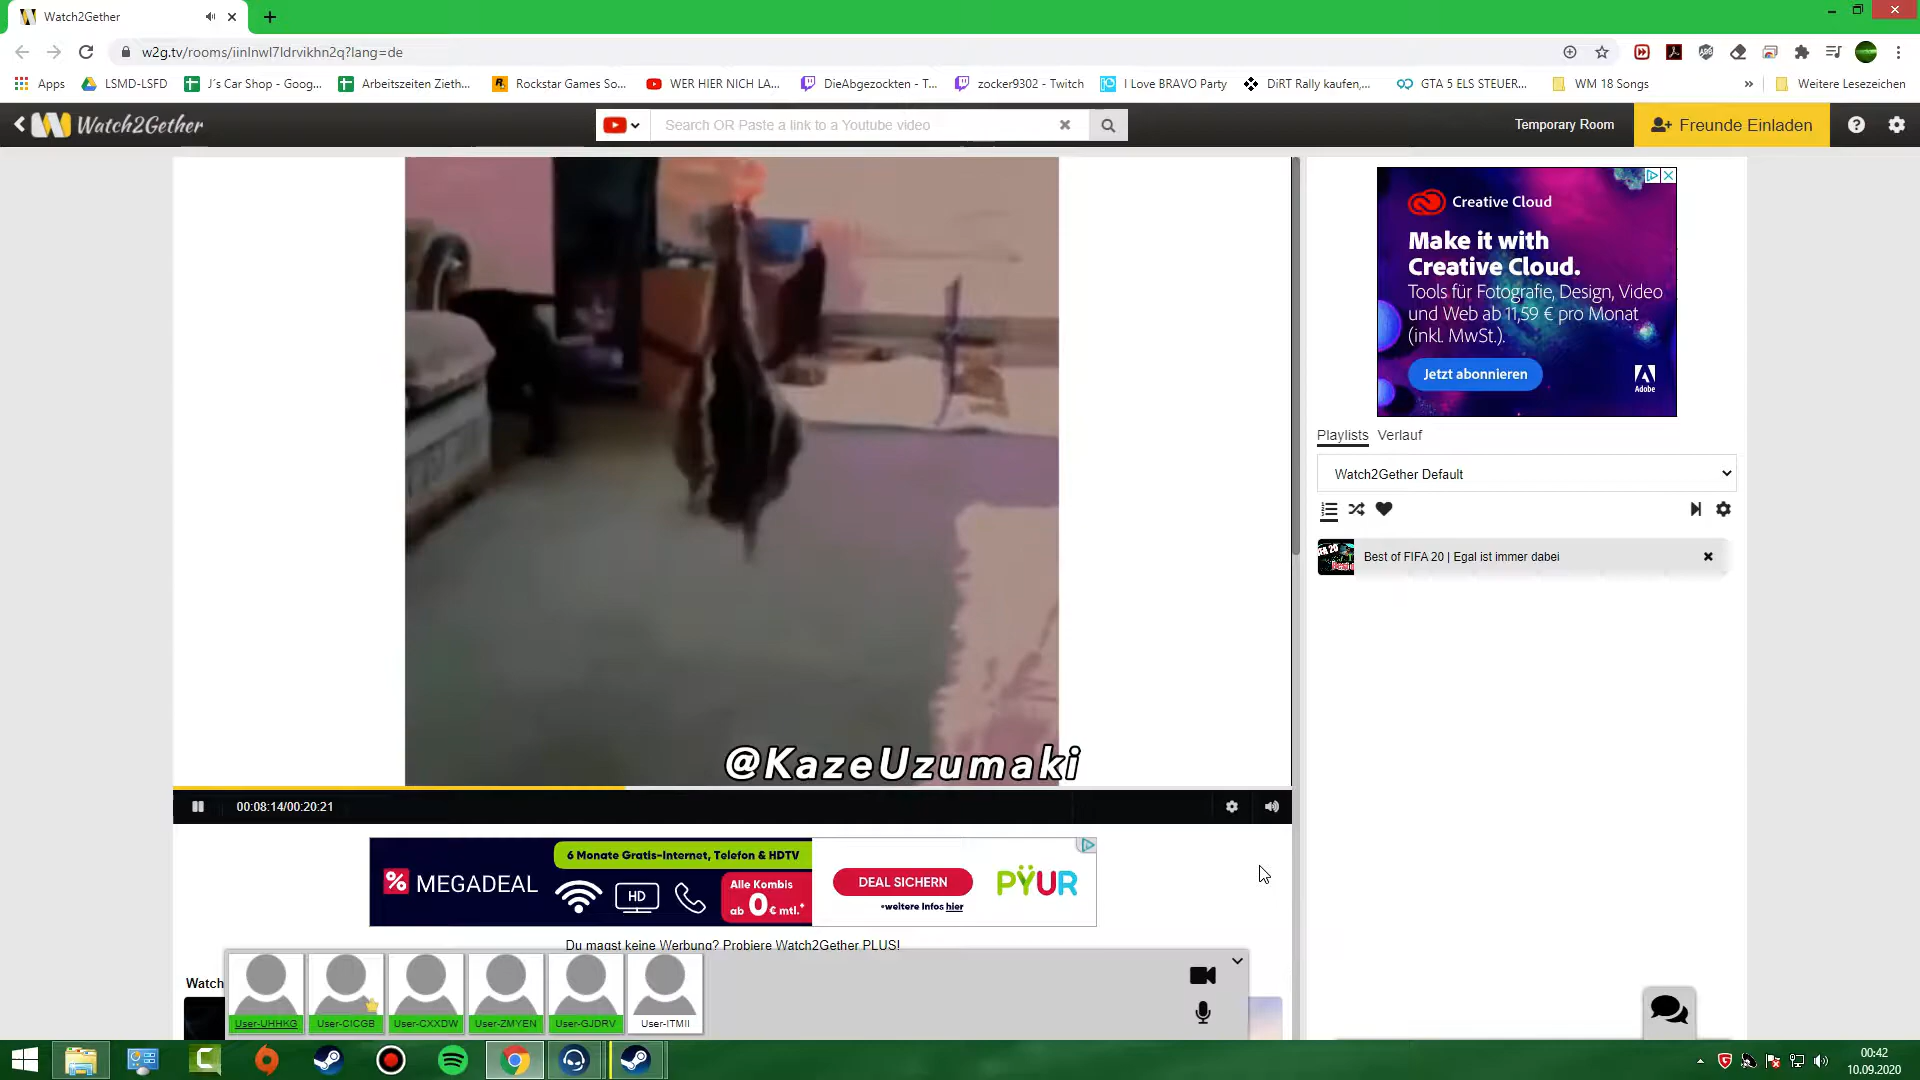 Watch2Gether
w2g.tv/rooms/iinlnwl7ldrvikhn2q?lang=de
Apps
LSMD-LSFD
J´s Car Shop - Goog...
Arbeitszeiten Zieth...
Rockstar Games So...
WER HIER NICH LA...
DieAbgezockten - T...
zocker9302 - Twitch
I Love BRAVO Party
DiRT Rally kaufen,...
GTA 5 ELS STEUER...
WM 18 Songs
»
Weitere Lesezeichen
Watch2Gether
Search OR Paste a link to a Youtube video
Temporary Room
Freunde Einladen
Creative Cloud
Make it with
Creative Cloud.
Tools für Fotografie, Design, Video
und Web ab 11,59 € pro Monat
(inkl. MwSt.).
Jetzt abonnieren
Adobe
Playlists
Verlauf
Watch2Gether Default
Best of FIFA 20 | Egal ist immer dabei
@KazeUzumaki
00:08:14/00:20:21
6 Monate Gratis-Internet, Telefon & HDTV
% MEGADEAL
HD
Alle Kombis
ab 0 € mtl.*
DEAL SICHERN
*weitere Infos hier
PŸUR
Du magst keine Werbung? Probiere Watch2Gether PLUS!
Watch
User-UHHKG
User-CICGB
User-CXXDW
User-ZMYEN
User-GJDRV
User-ITMII
00:42
10.09.2020